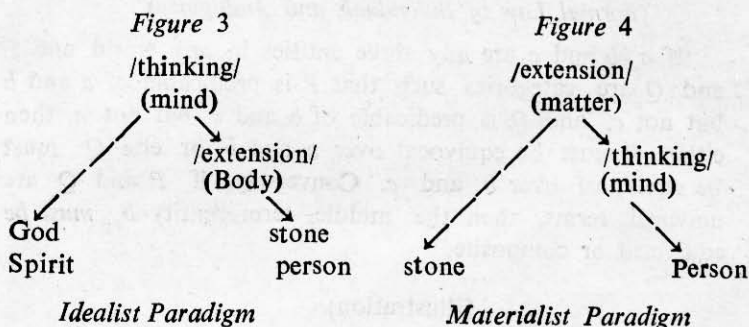 Figure 3
/thinking/
(mind)
/extension/
(Body)
God
Spirit
stone
person
Idealist Paradigm
Figure 4
/extension/
(matter)
/thinking/
(mind)
stone
Person
Materialist Paradigm